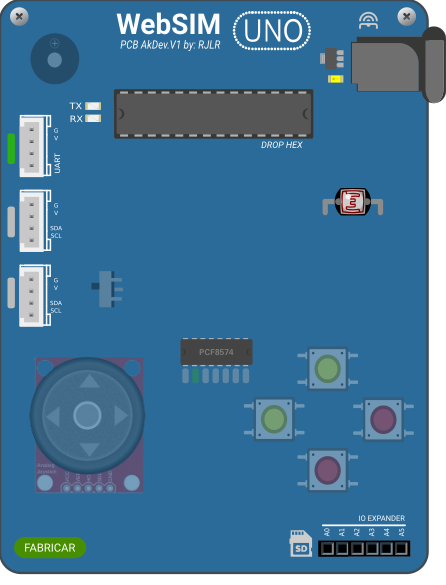 WebSIM
UNO
PCB AkDev.V1 by: RJLR
TX
RX
DROP HEX
G
V
UART
G
V
SDA
SCL
G
V
SDA
SCL
PCF8574
Analog
IO EXPANDER
A0 A1 A2 A3 A4 A5
SD
FABRICAR